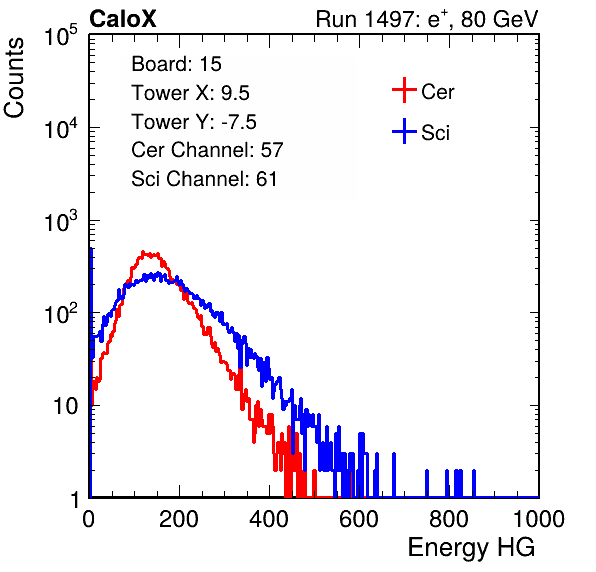 CaloX Run 1497: e⁺, 80 GeV
Counts
Board: 15
Tower X: 9.5
Tower Y: -7.5
Cer Channel: 57
Sci Channel: 61
Cer
Sci
10⁵
10⁴
10³
10²
10
1
0 200 400 600 800 1000
Energy HG